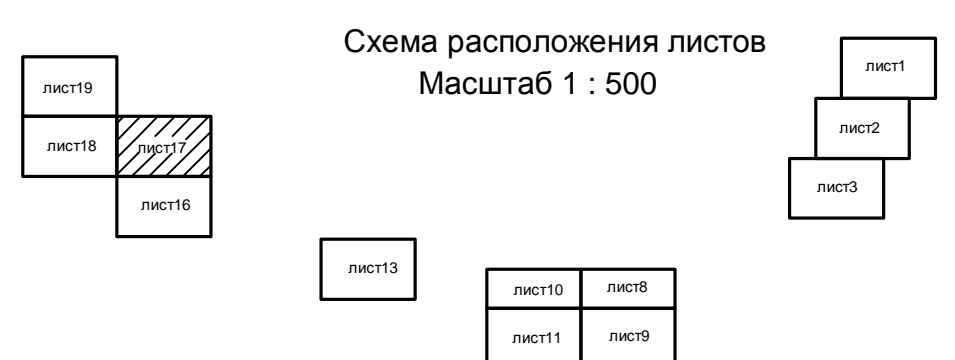 Схема расположения листов
Масштаб 1 : 500
лист1
лист19
лист2
лист18
лист17
лист3
лист16
лист13
лист10
лист8
лист11
лист9